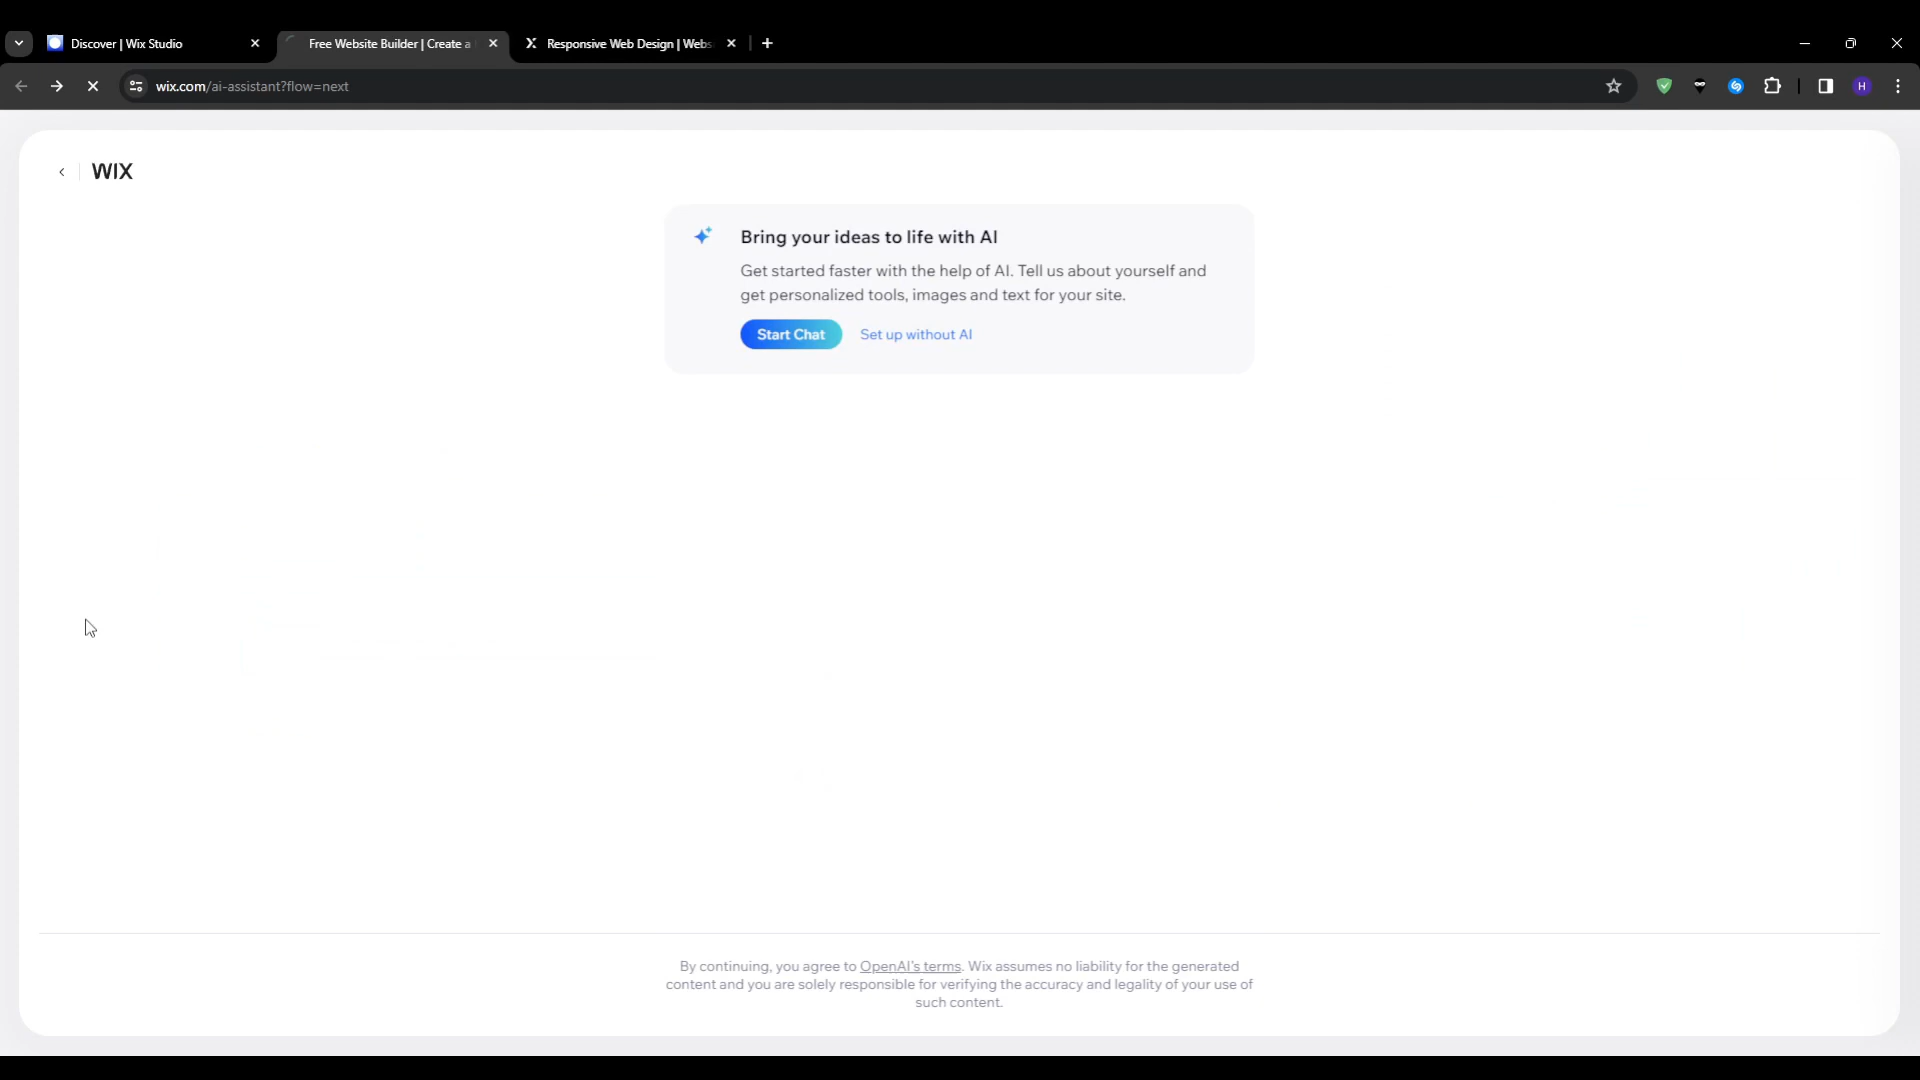 Discover | Wix Studio
Free Website Builder | Create a
Responsive Web Design | Webs
wix.com/ai-assistant?flow=next
H
WIX
Bring your ideas to life with AI
Get started faster with the help of AI. Tell us about yourself and
get personalized tools, images and text for your site.
Start Chat
Set up without AI
By continuing, you agree to OpenAI's terms. Wix assumes no liability for the generated
content and you are solely responsible for verifying the accuracy and legality of your use of
such content.